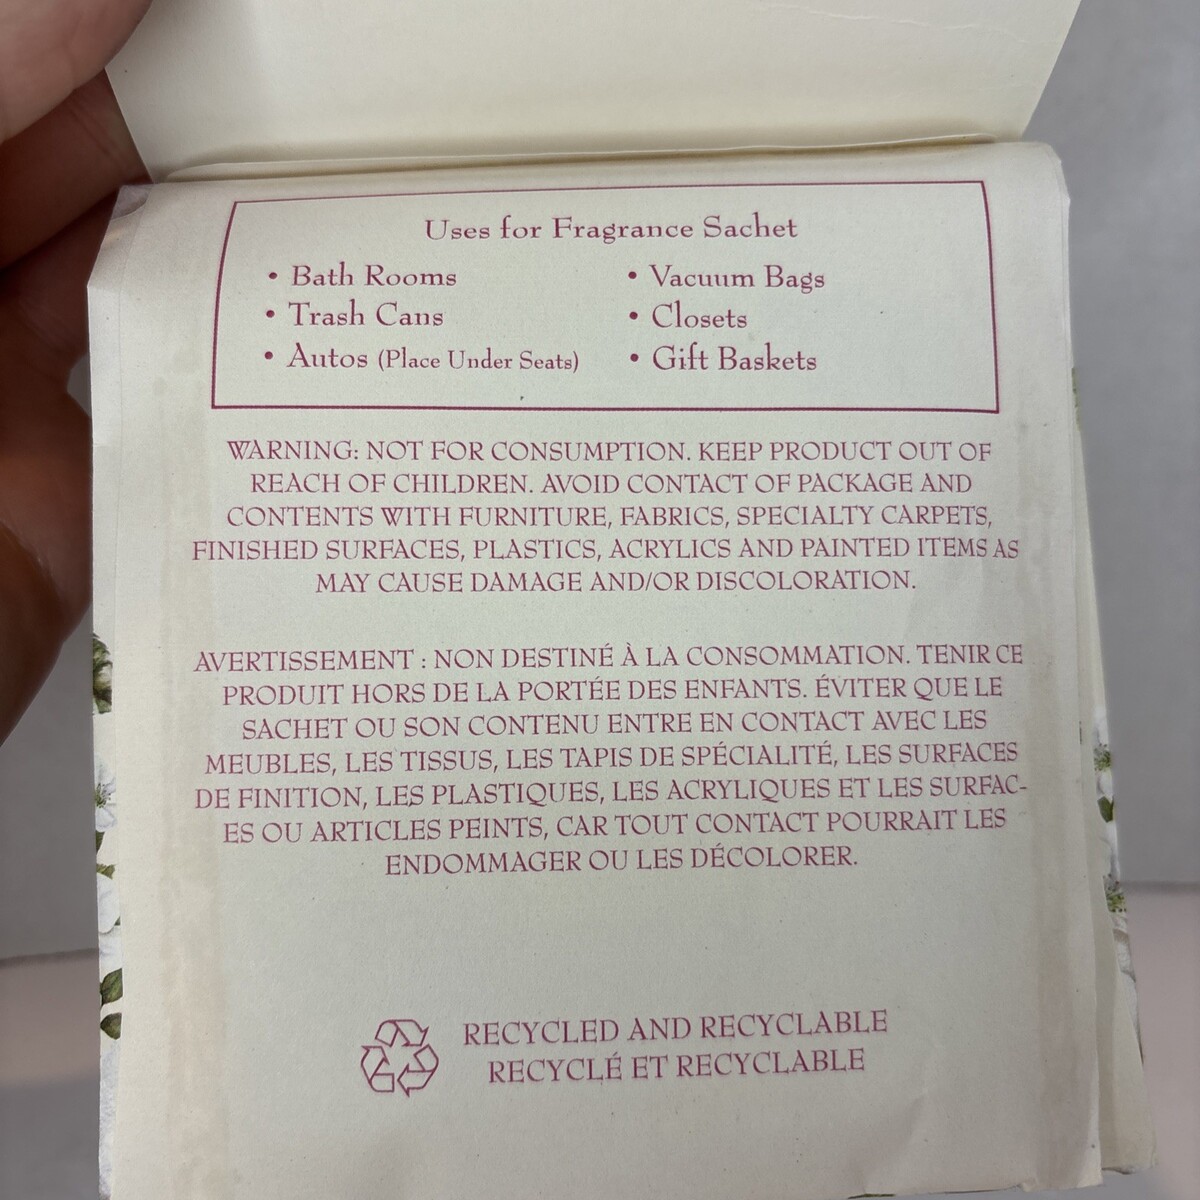 Uses for Fragrance Sachet
• Bath Rooms
• Trash Cans
• Autos (Place Under Seats)
• Vacuum Bags
• Closets
• Gift Baskets
WARNING: NOT FOR CONSUMPTION. KEEP PRODUCT OUT OF
REACH OF CHILDREN. AVOID CONTACT OF PACKAGE AND
CONTENTS WITH FURNITURE, FABRICS, SPECIALTY CARPETS,
FINISHED SURFACES, PLASTICS, ACRYLICS AND PAINTED ITEMS AS
MAY CAUSE DAMAGE AND/OR DISCOLORATION.
AVERTISSEMENT : NON DESTINÉ À LA CONSOMMATION. TENIR CE
PRODUIT HORS DE LA PORTÉE DES ENFANTS. ÉVITER QUE LE
SACHET OU SON CONTENU ENTRE EN CONTACT AVEC LES
MEUBLES, LES TISSUS, LES TAPIS DE SPÉCIALITÉ, LES SURFACES
DE FINITION, LES PLASTIQUES, LES ACRYLIQUES ET LES SURFAC-
ES OU ARTICLES PEINTS, CAR TOUT CONTACT POURRAIT LES
ENDOMMAGER OU LES DÉCOLORER.
RECYCLED AND RECYCLABLE
RECYCLÉ ET RECYCLABLE